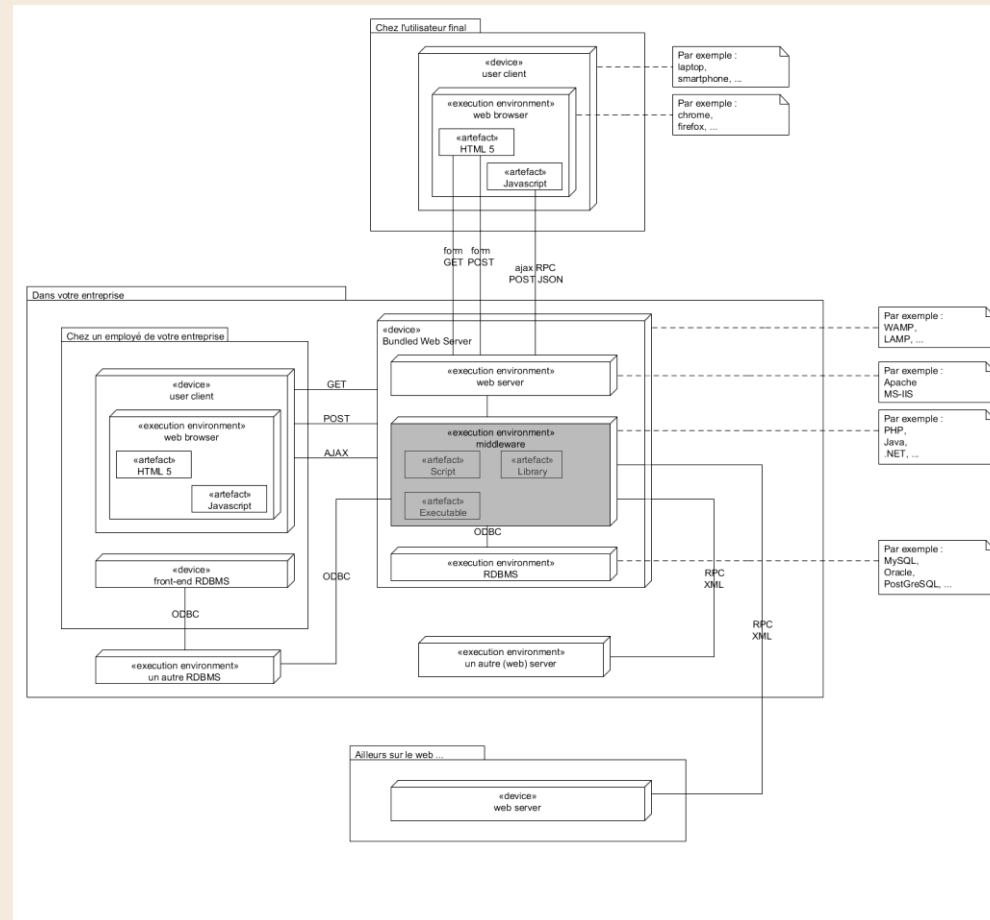 Chez l'utilisateur final
«device»
user client
«execution environment»
web browser
«artefact»
HTML 5
«artefact»
Javascript
Par exemple :
laptop,
smartphone, ...
Par exemple :
chrome,
firefox, ...
form
GET
form
POST
ajax RPC
POST JSON
Dans votre entreprise
Chez un employé de votre entreprise
«device»
user client
«execution environment»
web browser
«artefact»
HTML 5
«artefact»
Javascript
«device»
front-end RDBMS
ODBC
«execution environment»
un autre RDBMS
GET
POST
AJAX
ODBC
«device»
Bundled Web Server
«execution environment»
web server
«execution environment»
middleware
«artefact»
Script
«artefact»
Library
«artefact»
Executable
ODBC
«execution environment»
RDBMS
«execution environment»
un autre (web) server
RPC
XML
RPC
XML
Par exemple :
WAMP,
LAMP, ...
Par exemple :
Apache
MS-IIS
Par exemple :
PHP,
Java,
.NET, ...
Par exemple :
MySQL,
Oracle,
PostGreSQL, ...
Ailleurs sur le web ...
«device»
web server